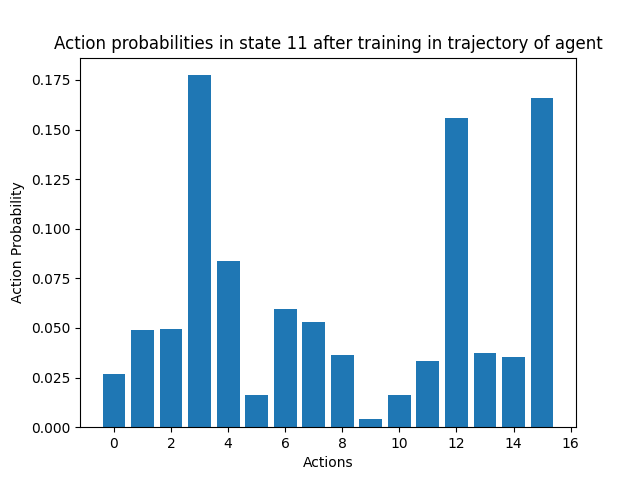 Action probabilities in state 11 after training in trajectory of agent
0.175
0.150
0.125
0.100
0.075
0.050
0.025
0.000
Action Probability
0 2 4 6 8 10 12 14 16
Actions